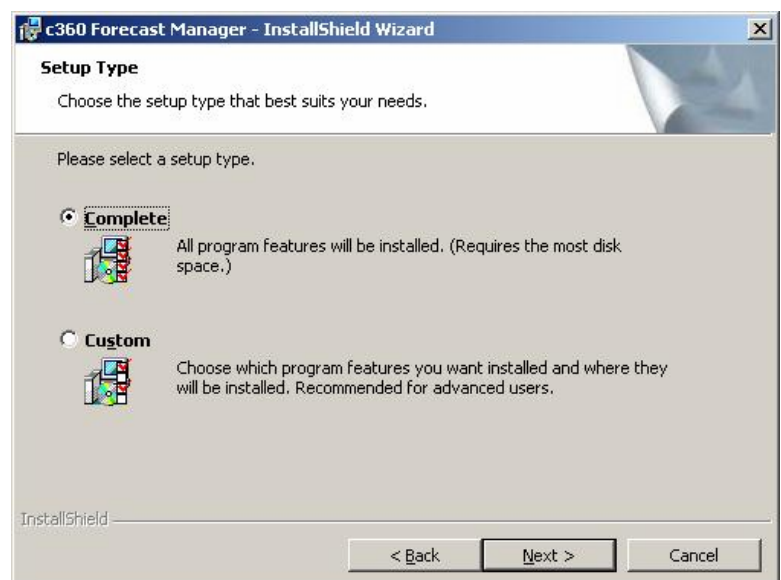 c360 Forecast Manager - InstallShield Wizard
Setup Type
Choose the setup type that best suits your needs.
Please select a setup type.
Complete
All program features will be installed. (Requires the most disk
space.)
Custom
Choose which program features you want installed and where they
will be installed. Recommended for advanced users.
InstallShield
< Back
Next >
Cancel